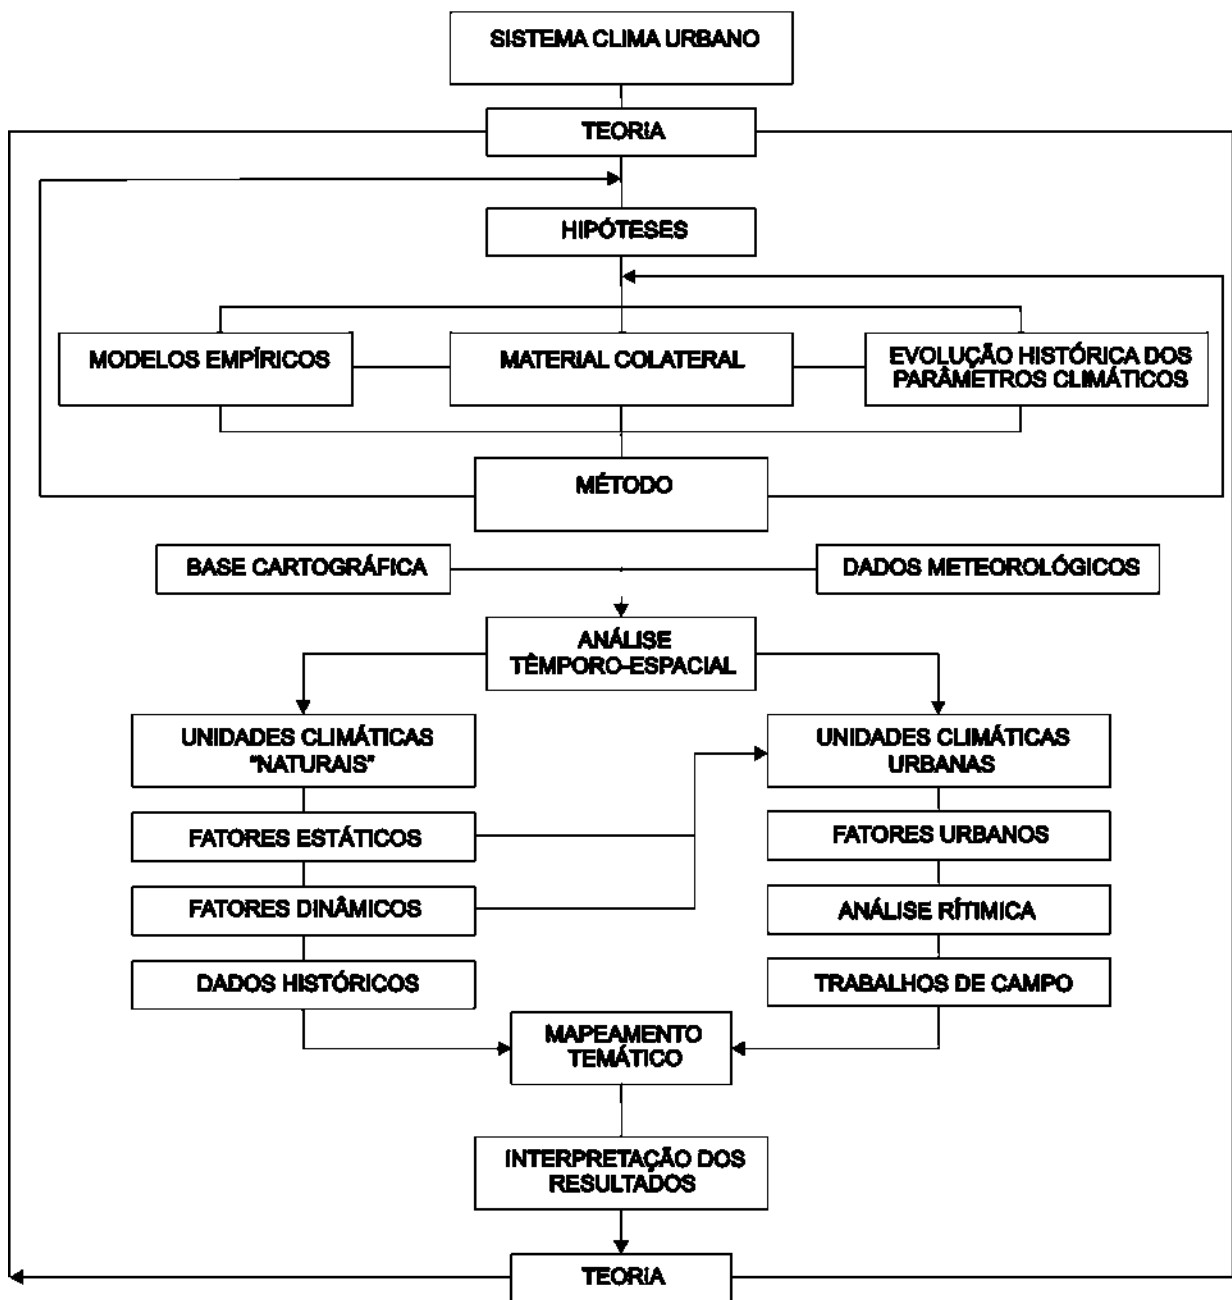 SISTEMA CLIMA URBANO
TEORIA
HIPÓTESES
MODELOS EMPÍRICOS
MATERIAL COLATERAL
EVOLUÇÃO HISTÓRICA DOS
PARÂMETROS CLIMÁTICOS
MÉTODO
BASE CARTOGRÁFICA
DADOS METEOROLÓGICOS
ANÁLISE
TÊMPORO-ESPACIAL
UNIDADES CLIMÁTICAS
"NATURAIS"
UNIDADES CLIMÁTICAS
URBANAS
FATORES ESTÁTICOS
FATORES URBANOS
FATORES DINÂMICOS
ANÁLISE RÍTIMICA
DADOS HISTÓRICOS
TRABALHOS DE CAMPO
MAPEAMENTO
TEMÁTICO
INTERPRETAÇÃO DOS
RESULTADOS
TEORIA